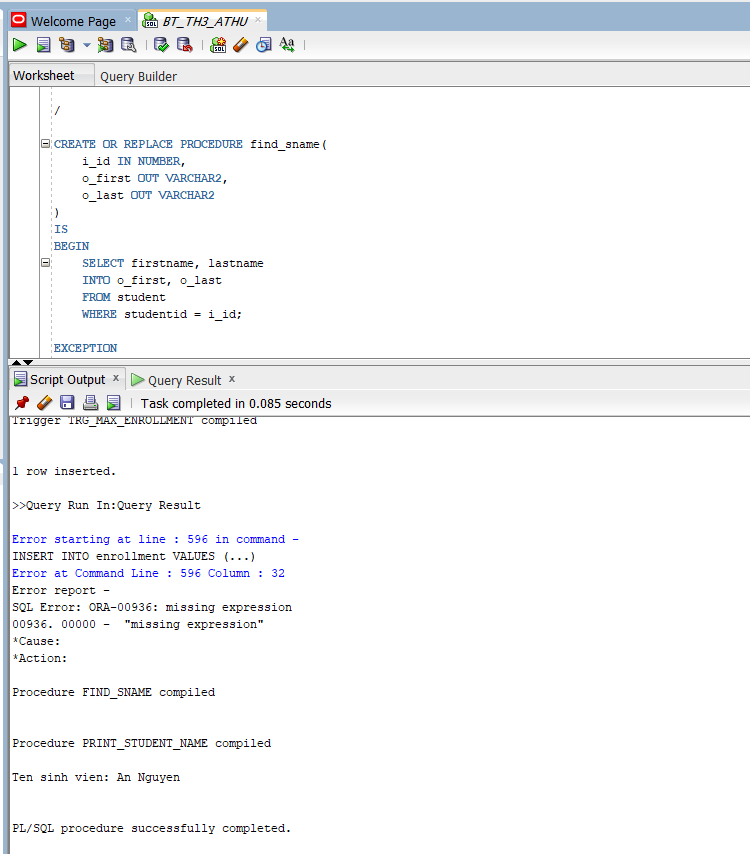 Welcome Page × BT_TH3_ATHU ×
SQL Aa
Worksheet Query Builder
/
CREATE OR REPLACE PROCEDURE find_sname(
i_id IN NUMBER,
o_first OUT VARCHAR2,
o_last OUT VARCHAR2
)
IS
BEGIN
SELECT firstname, lastname
INTO o_first, o_last
FROM student
WHERE studentid = i_id;
EXCEPTION
Script Output x Query Result x
Task completed in 0.085 seconds
Trigger TRG_MAX_ENROLLMENT compiled
1 row inserted.
>>Query Run In:Query Result
Error starting at line : 596 in command -
INSERT INTO enrollment VALUES (...)
Error at Command Line : 596 Column : 32
Error report -
SQL Error: ORA-00936: missing expression
00936. 00000 -  "missing expression"
*Cause:
*Action:
Procedure FIND_SNAME compiled
Procedure PRINT_STUDENT_NAME compiled
Ten sinh vien: An Nguyen
PL/SQL procedure successfully completed.